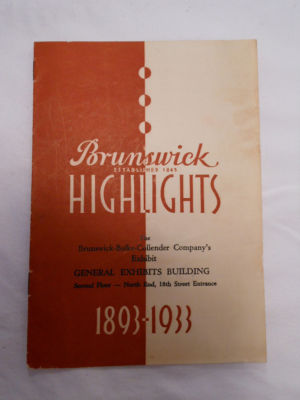 Brunswick
ESTABLISHED 1845
HIGHLIGHTS
The
Brunswick-Balke-Collender Company's
Exhibit
GENERAL EXHIBITS BUILDING
Second Floor — North End, 18th Street Entrance
1893-1933